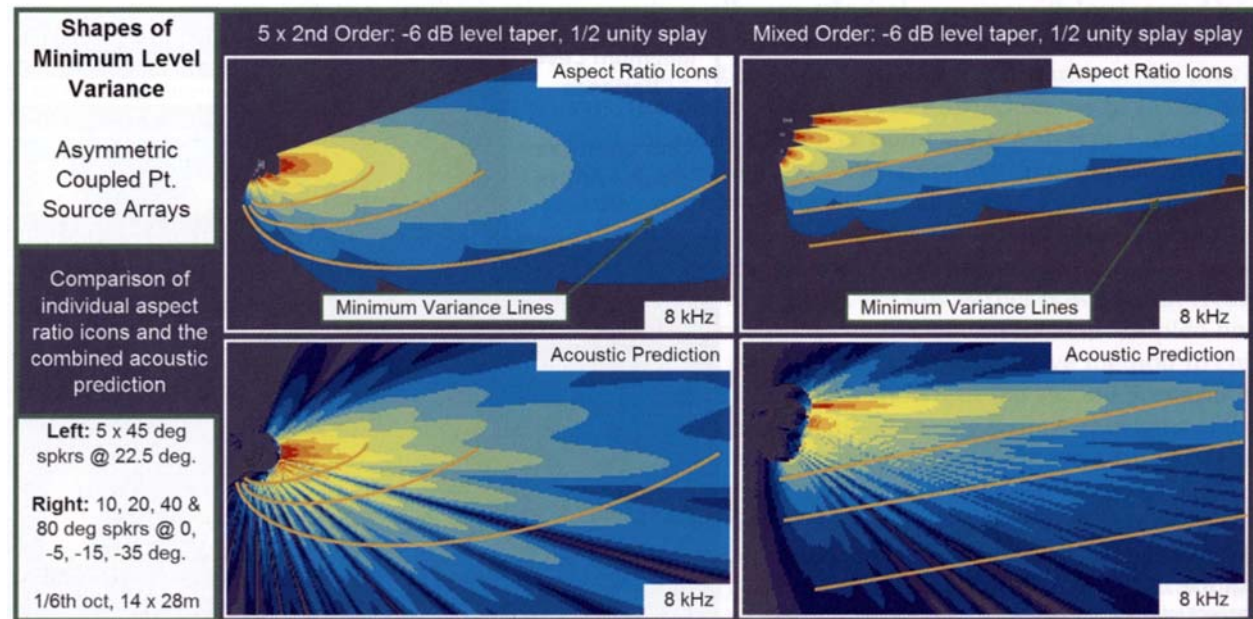 Shapes of
Minimum Level
Variance
Asymmetric
Coupled Pt.
Source Arrays
Comparison of
individual aspect
ratio icons and the
combined acoustic
prediction
Left: 5 x 45 deg
spkrs @ 22.5 deg.
Right: 10, 20, 40 &
80 deg spkrs @ 0,
-5, -15, -35 deg.
1/6th oct, 14 x 28m
5 x 2nd Order: -6 dB level taper, 1/2 unity splay
Aspect Ratio Icons
Minimum Variance Lines
8 kHz
Mixed Order: -6 dB level taper, 1/2 unity splay splay
Aspect Ratio Icons
Minimum Variance Lines
8 kHz
Acoustic Prediction
8 kHz
Acoustic Prediction
8 kHz